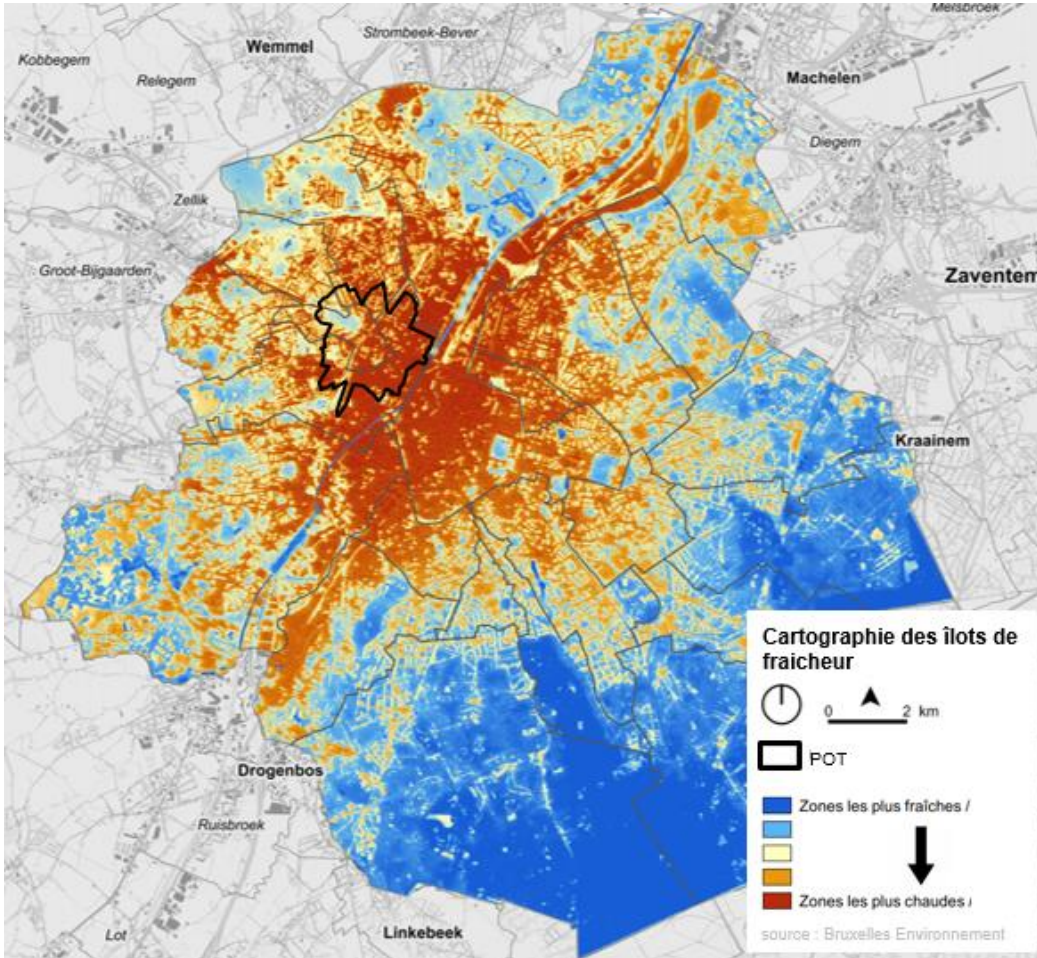 Melsbroek
Strombeek-Bever
Wemmel
Kobbegem
Relegem
Machelen
Diegem
Zellik
Groot-Bijgaarden
Zaventem
Kraainem
Drogenbos
Ruisbroek
Lot
Linkebeek
Cartographie des îlots de
fraicheur
0 2 km
POT
Zones les plus fraîches /
Zones les plus chaudes /
source : Bruxelles Environnement